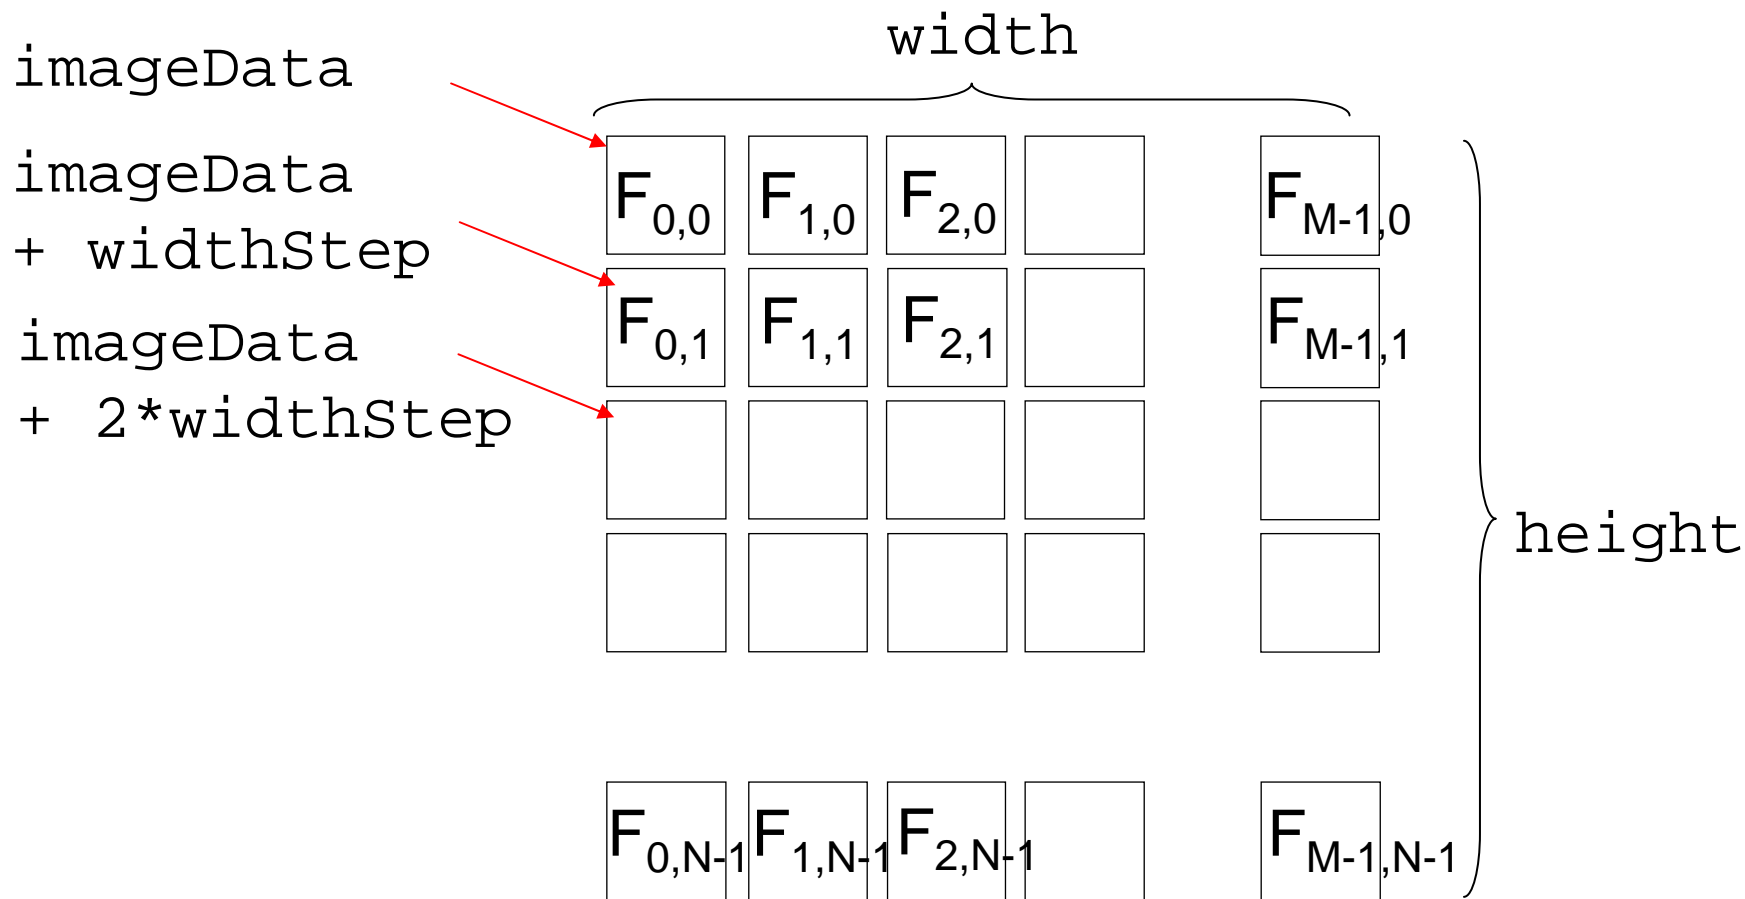 width
imageData
imageData
+ widthStep
imageData
+ 2*widthStep
F0,0 F1,0 F2,0 FM-1,0
F0,1 F1,1 F2,1 FM-1,1
height
F0,N-1 F1,N-1 F2,N-1 FM-1,N-1